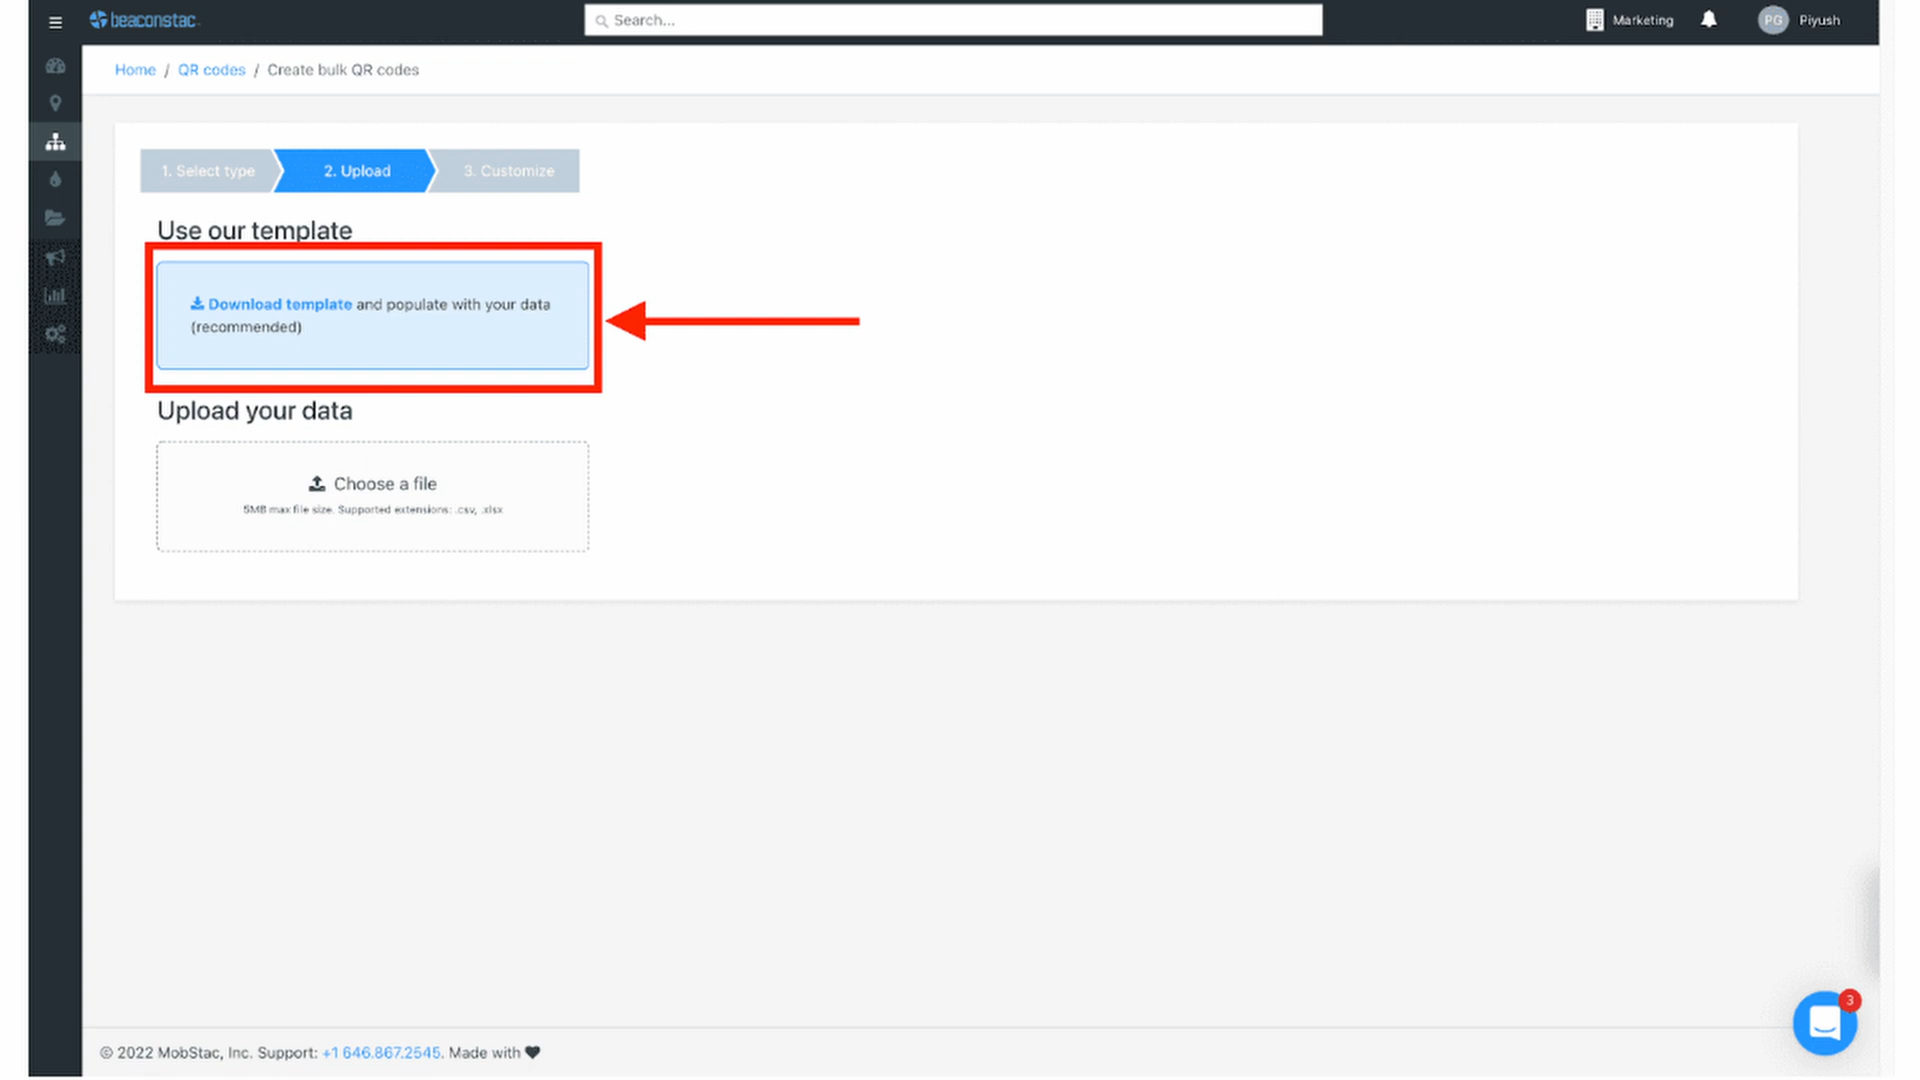 beaconstac
Search...
Marketing
PG
Piyush
Home / QR codes / Create bulk QR codes
1. Select type
2. Upload
3. Customize
Use our template
Download template and populate with your data
(recommended)
Upload your data
Choose a file
5MB max file size. Supported extensions: .csv, .xlsx
3
© 2022 MobStac, Inc. Support: +1 646.867.2545. Made with